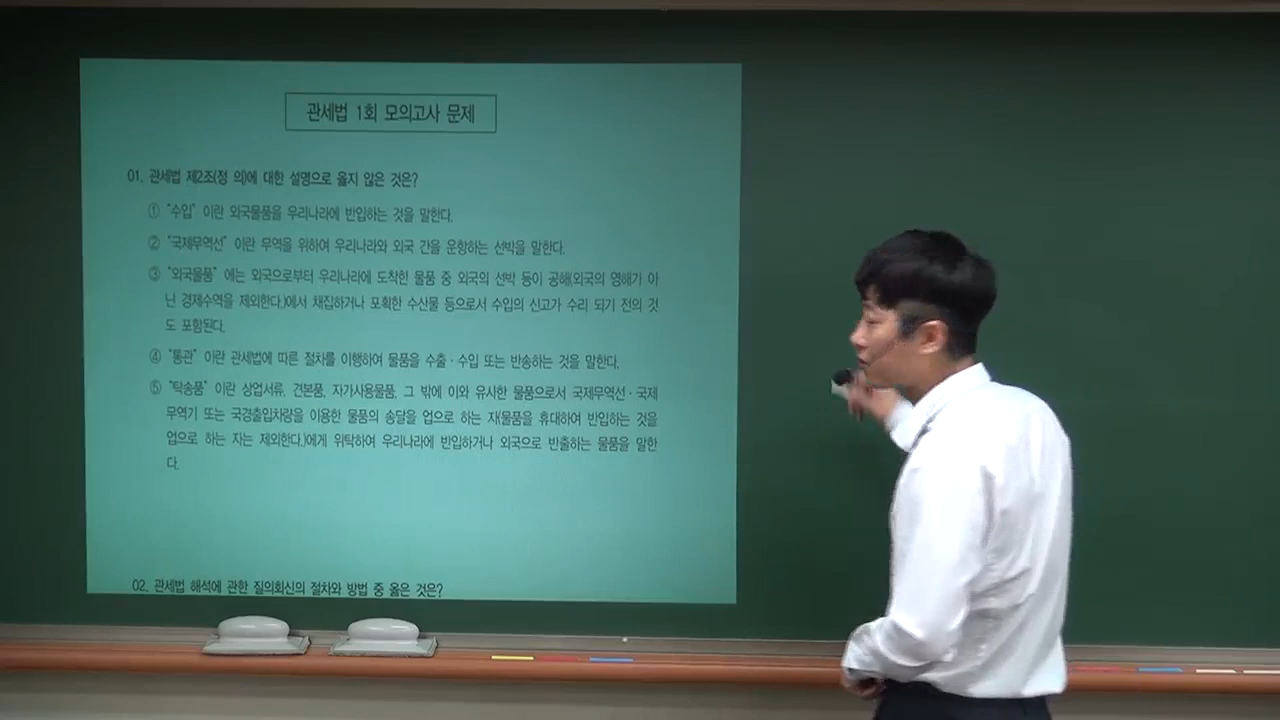 관세법 1회 모의고사 문제
01. 관세법 제2조(정 의)에 대한 설명으로 옳지 않은 것은?
① "수입" 이란 외국물품을 우리나라에 반입하는 것을 말한다.
② "국제무역선" 이란 무역을 위하여 우리나라와 외국 간을 운항하는 선박을 말한다.
③ "외국물품" 에는 외국으로부터 우리나라에 도착한 물품 중 외국의 선박 등이 공해(외국의 영해가 아
닌 경제수역을 제외한다.)에서 채집하거나 포획한 수산물 등으로서 수입의 신고가 수리 되기 전의 것
도 포함된다.
④ "통관" 이란 관세법에 따른 절차를 이행하여 물품을 수출 · 수입 또는 반송하는 것을 말한다.
⑤ "탁송품" 이란 상업서류, 견본품, 자가사용물품, 그 밖에 이와 유사한 물품으로서 국제무역선 · 국제
무역기 또는 국경출입차량을 이용한 물품의 송달을 업으로 하는 자(물품을 휴대하여 반입하는 것을
업으로 하는 자는 제외한다.)에게 위탁하여 우리나라에 반입하거나 외국으로 반출하는 물품을 말한
다.
02. 관세법 해석에 관한 질의회신의 절차와 방법 중 옳은 것은?